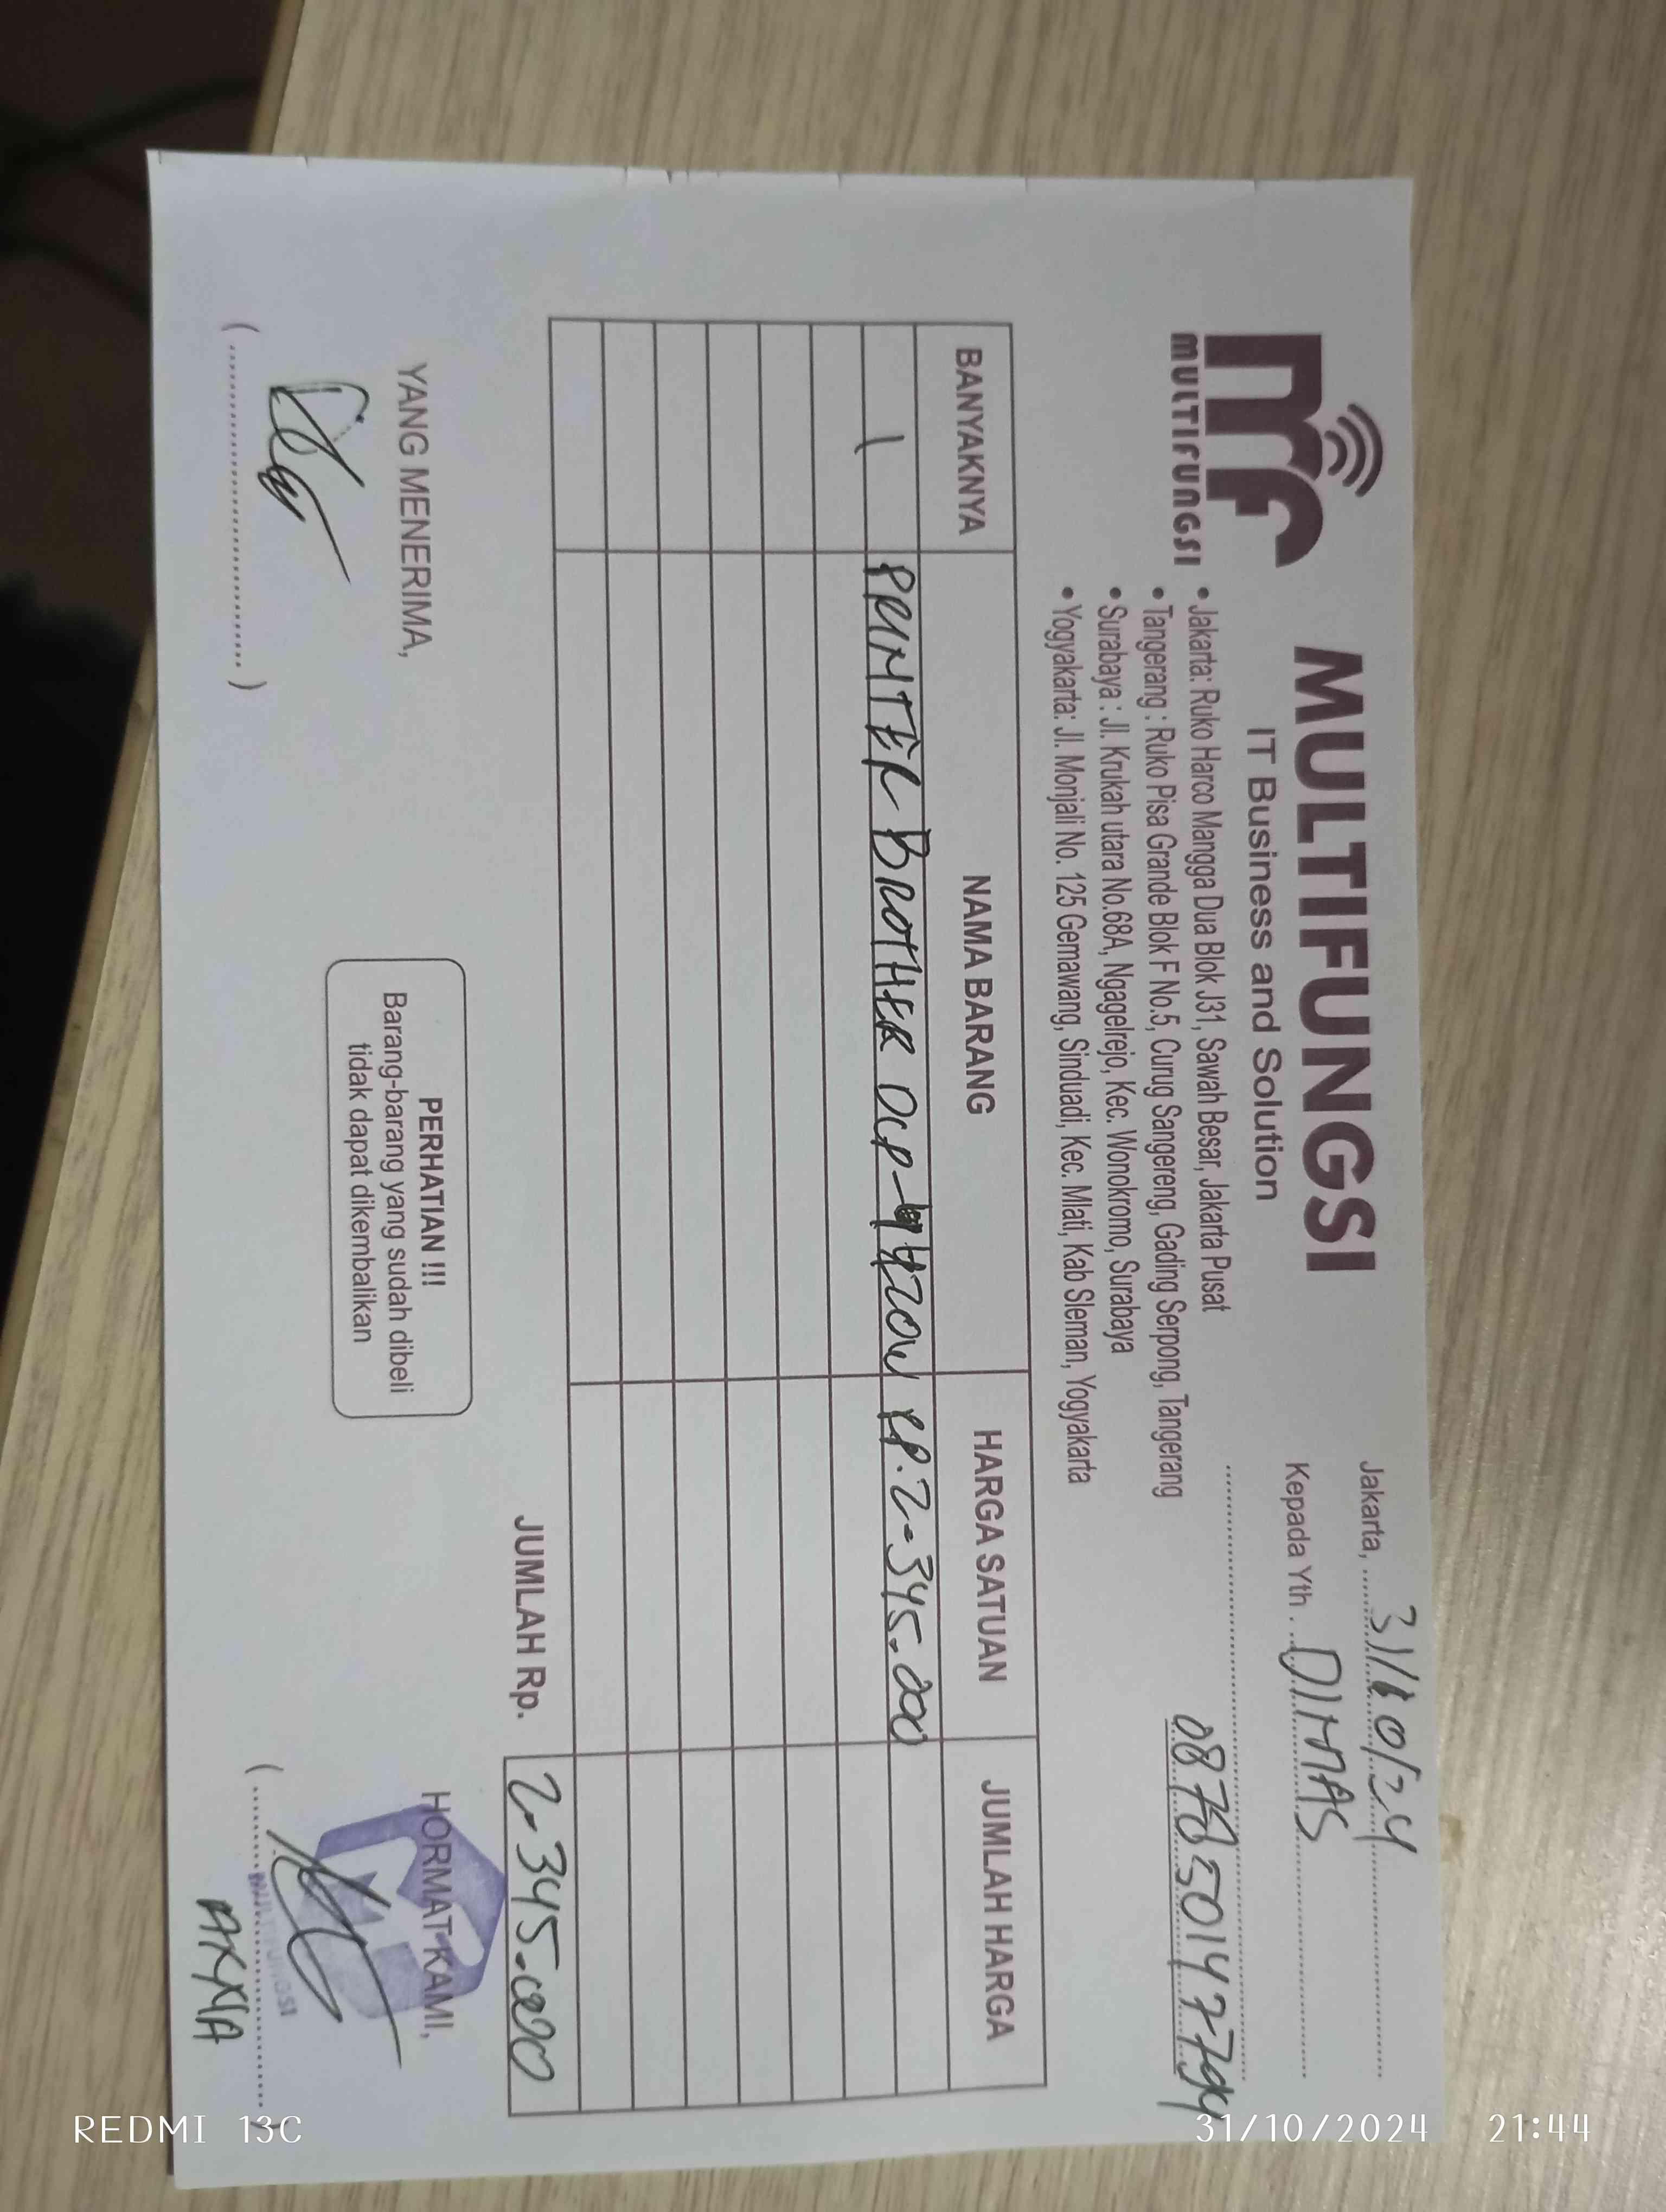 mf
MULTIFUNGSI
MULTIFUNGSI
IT Business and Solution
• Jakarta: Ruko Harco Mangga Dua Blok J31, Sawah Besar, Jakarta Pusat
• Tangerang : Ruko Pisa Grande Blok F No.5, Curug Sangereng, Gading Serpong, Tangerang
• Surabaya : Jl. Krukah utara No.68A, Ngagelrejo, Kec. Wonokromo, Surabaya
• Yogyakarta: Jl. Monjali No. 125 Gemawang, Sinduadi, Kec. Mlati, Kab Sleman, Yogyakarta
Jakarta, 31/10/24
Kepada Yth. DIMAS
BANYAKNYA NAMA BARANG HARGA SATUAN JUMLAH HARGA
1 PRINTER BROTHER DCP- RP. 2.345.000
JUMLAH Rp. 2.345.000
YANG MENERIMA,
PERHATIAN !!!
Barang-barang yang sudah dibeli
tidak dapat dikembalikan
HORMAT KAMI,
MULTIFUNGSI
REDMI 13C
31/10/2024 21:44